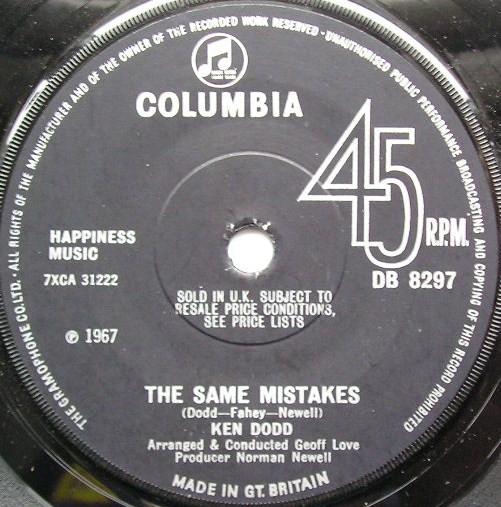 THE GRAMOPHONE CO. LTD. · ALL RIGHTS OF THE MANUFACTURER AND OF THE OWNER OF THE RECORDED WORK RESERVED · UNAUTHORISED PUBLIC PERFORMANCE BROADCASTING AND COPYING OF THIS RECORD PROHIBITED
COLUMBIA
45 R.P.M.
HAPPINESS
MUSIC
7XCA 31222
DB 8297
SOLD IN U.K. SUBJECT TO
RESALE PRICE CONDITIONS,
SEE PRICE LISTS
℗ 1967
THE SAME MISTAKES
(Dodd—Fahey—Newell)
KEN DODD
Arranged & Conducted Geoff Love
Producer Norman Newell
MADE IN GT. BRITAIN